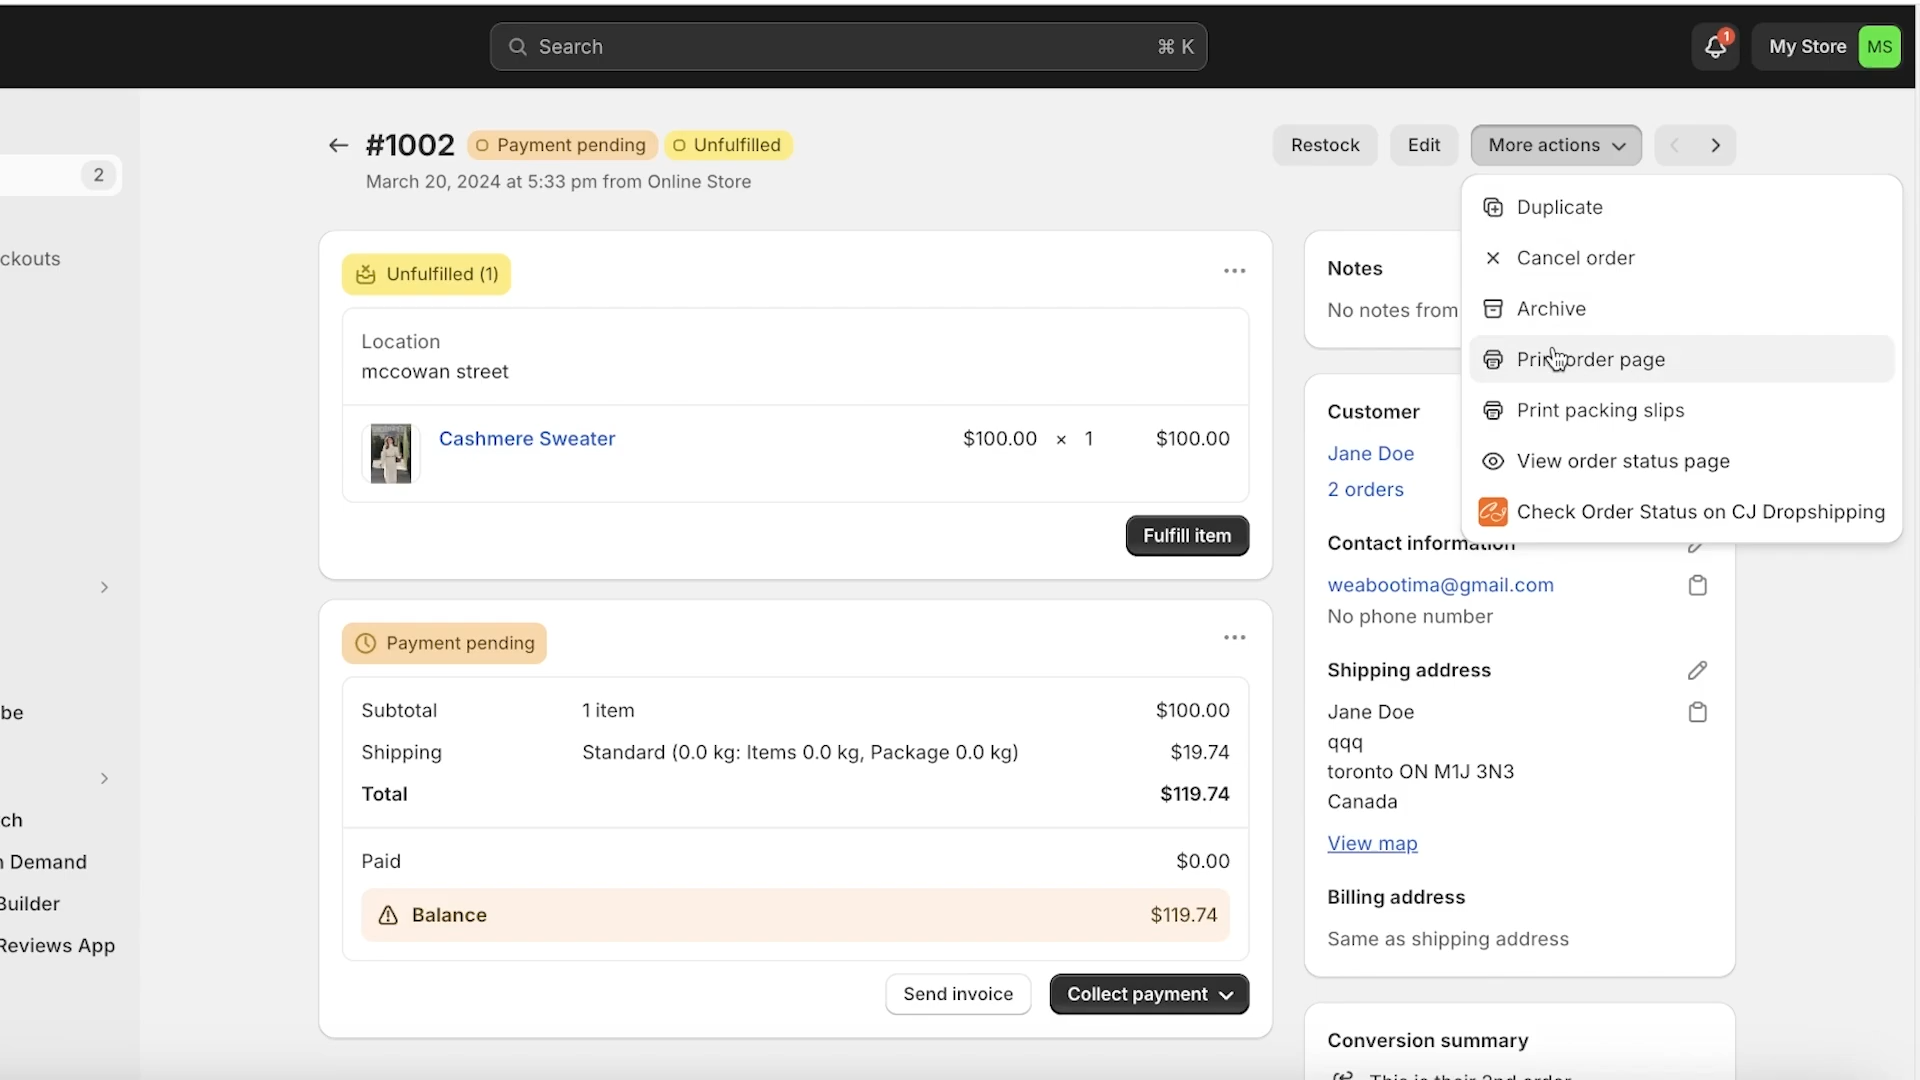 Search
⌘ K
1
My Store
MS
#1002
Payment pending
Unfulfilled
Restock
Edit
More actions
March 20, 2024 at 5:33 pm from Online Store
2
ckouts
be
ch
n Demand
Builder
Reviews App
Unfulfilled (1)
Location
mccowan street
Cashmere Sweater
$100.00 × 1
$100.00
Fulfill item
Payment pending
Subtotal
1 item
$100.00
Shipping
Standard (0.0 kg: Items 0.0 kg, Package 0.0 kg)
$19.74
Total
$119.74
Paid
$0.00
Balance
$119.74
Send invoice
Collect payment
Duplicate
Cancel order
Archive
Print order page
Print packing slips
View order status page
CJ
Check Order Status on CJ Dropshipping
Notes
No notes from
Customer
Jane Doe
2 orders
Contact information
weabootima@gmail.com
No phone number
Shipping address
Jane Doe
qqq
toronto ON M1J 3N3
Canada
View map
Billing address
Same as shipping address
Conversion summary
This is their 2nd order